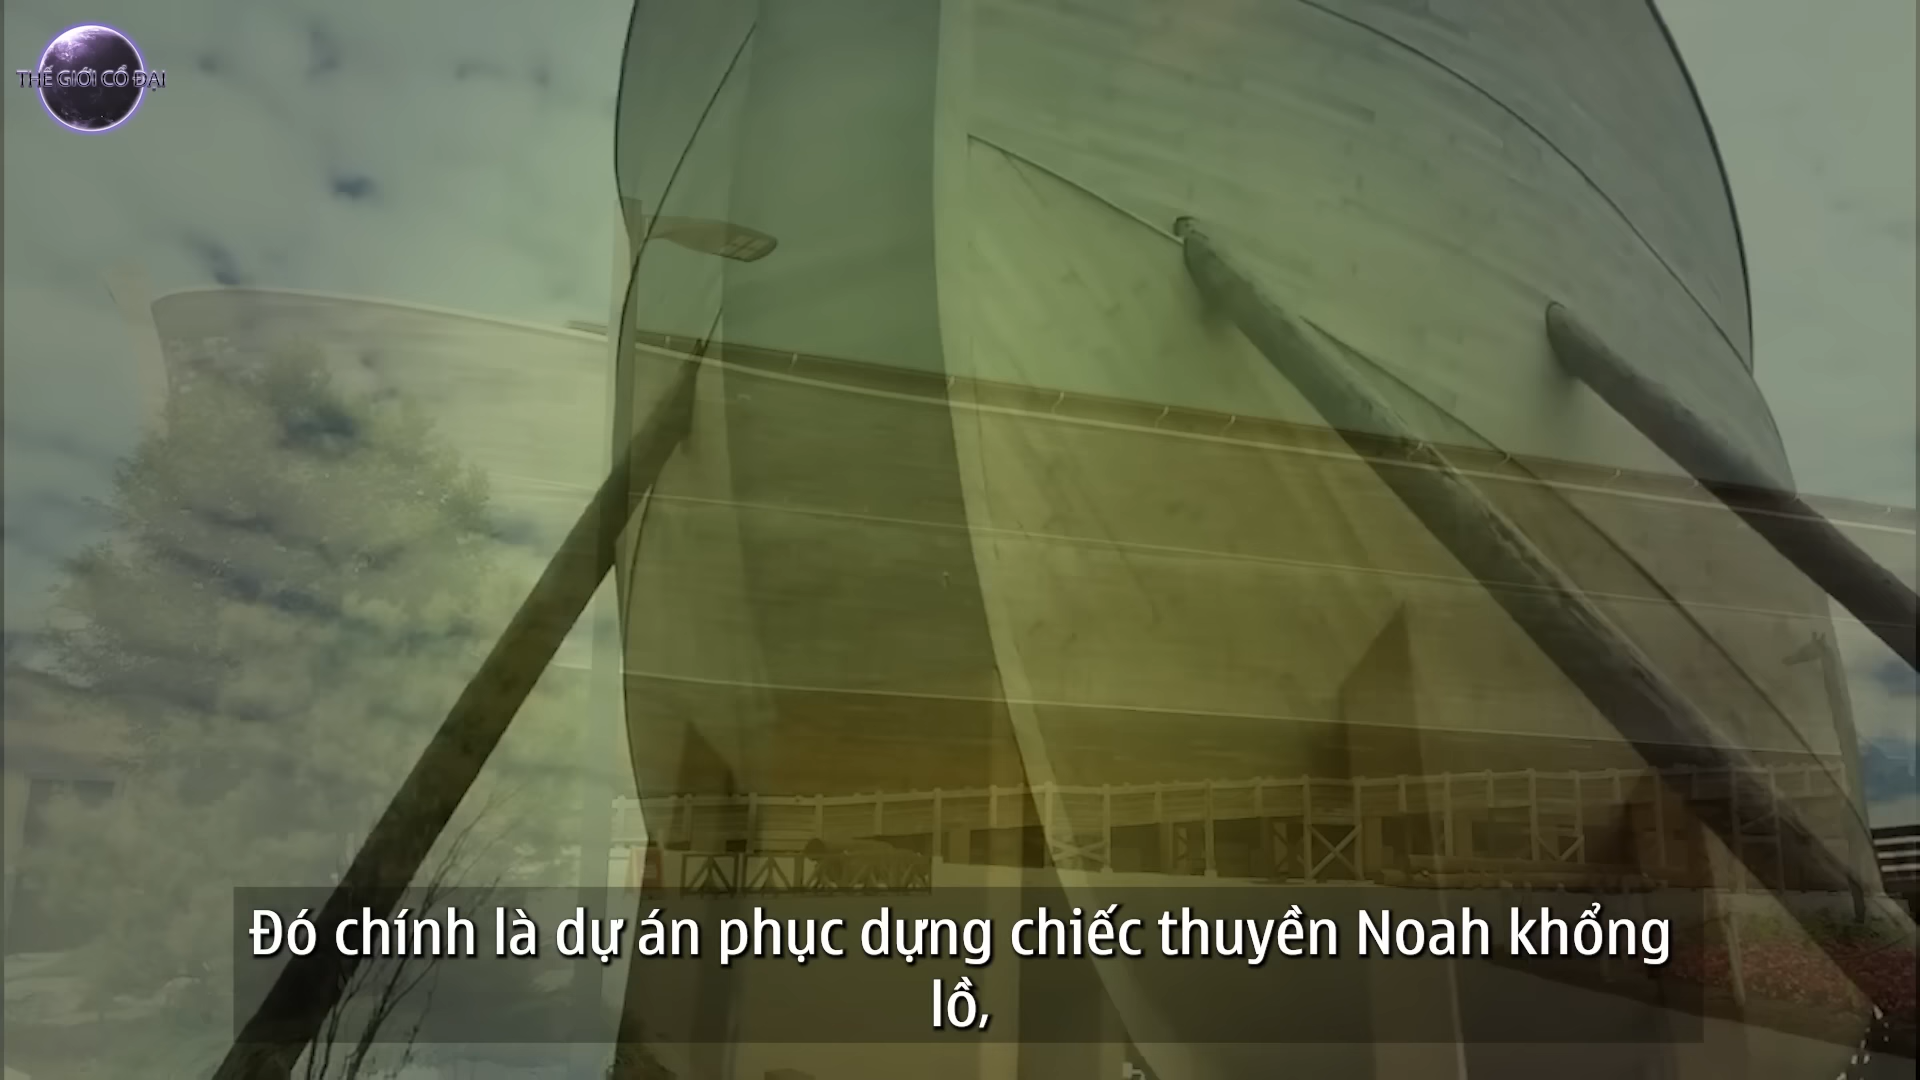 THẾ GIỚI CỔ ĐẠI
Đó chính là dự án phục dựng chiếc thuyền Noah khổng
lồ,